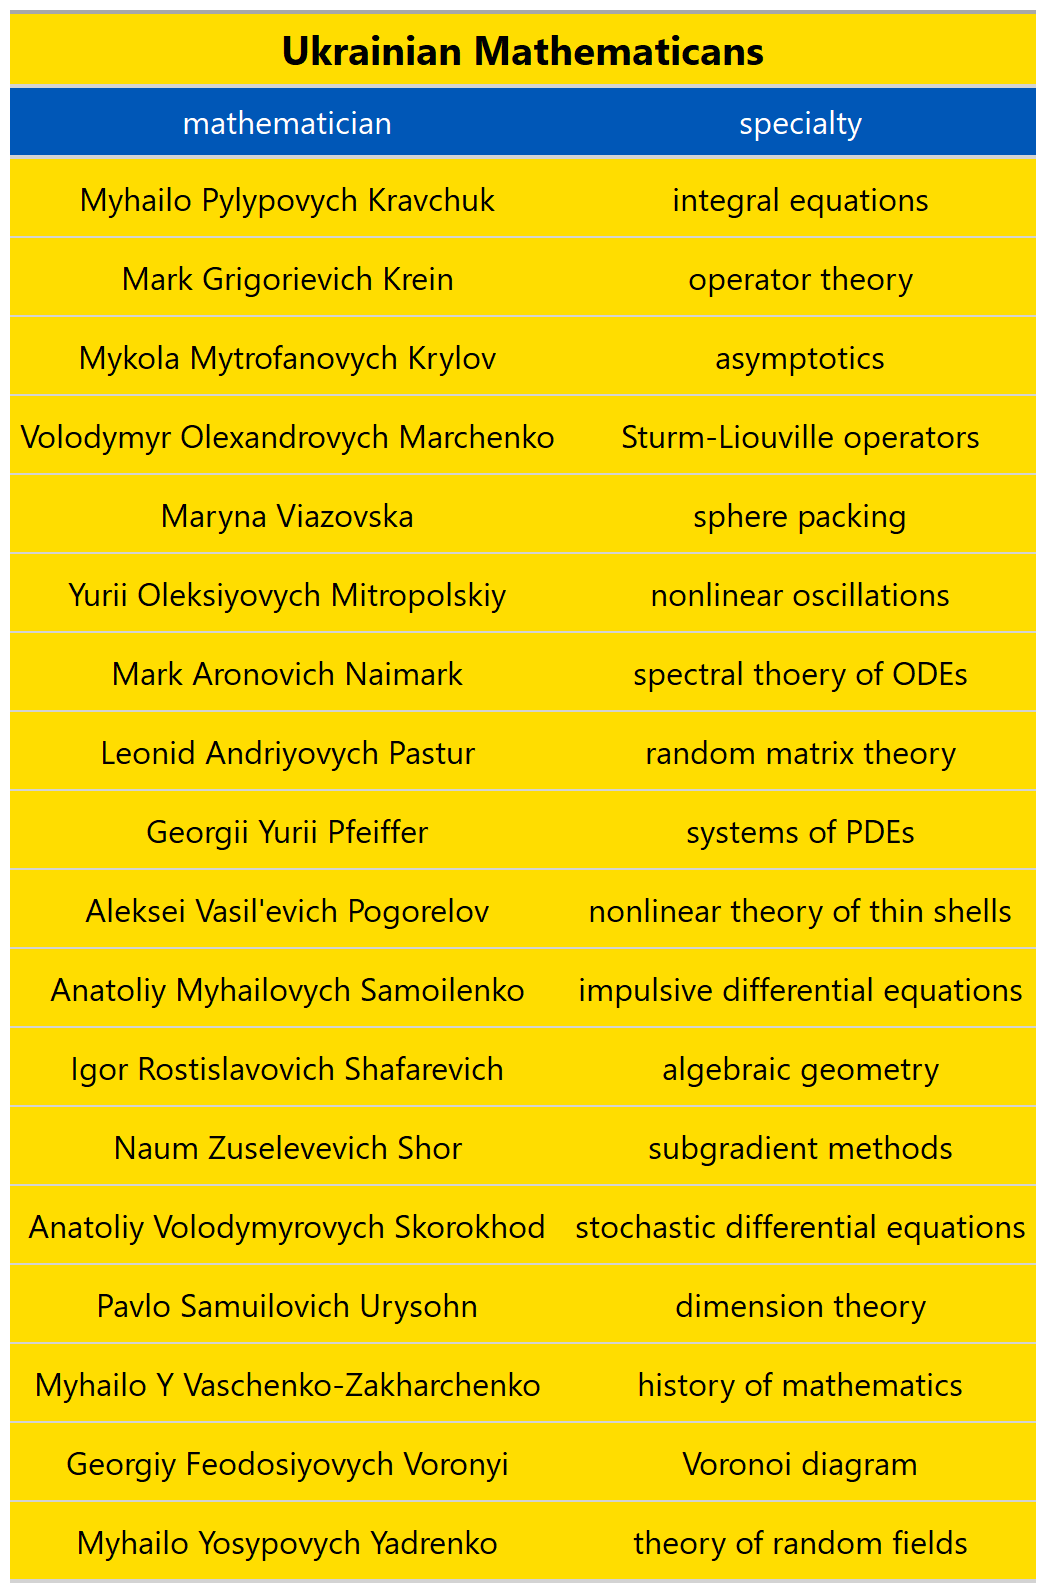 Ukrainian Mathematicans
mathematician specialty
Myhailo Pylypovych Kravchuk integral equations
Mark Grigorievich Krein operator theory
Mykola Mytrofanovych Krylov asymptotics
Volodymyr Olexandrovych Marchenko Sturm-Liouville operators
Maryna Viazovska sphere packing
Yurii Oleksiyovych Mitropolskiy nonlinear oscillations
Mark Aronovich Naimark spectral thoery of ODEs
Leonid Andriyovych Pastur random matrix theory
Georgii Yurii Pfeiffer systems of PDEs
Aleksei Vasil'evich Pogorelov nonlinear theory of thin shells
Anatoliy Myhailovych Samoilenko impulsive differential equations
Igor Rostislavovich Shafarevich algebraic geometry
Naum Zuselevevich Shor subgradient methods
Anatoliy Volodymyrovych Skorokhod stochastic differential equations
Pavlo Samuilovich Urysohn dimension theory
Myhailo Y Vaschenko-Zakharchenko history of mathematics
Georgiy Feodosiyovych Voronyi Voronoi diagram
Myhailo Yosypovych Yadrenko theory of random fields